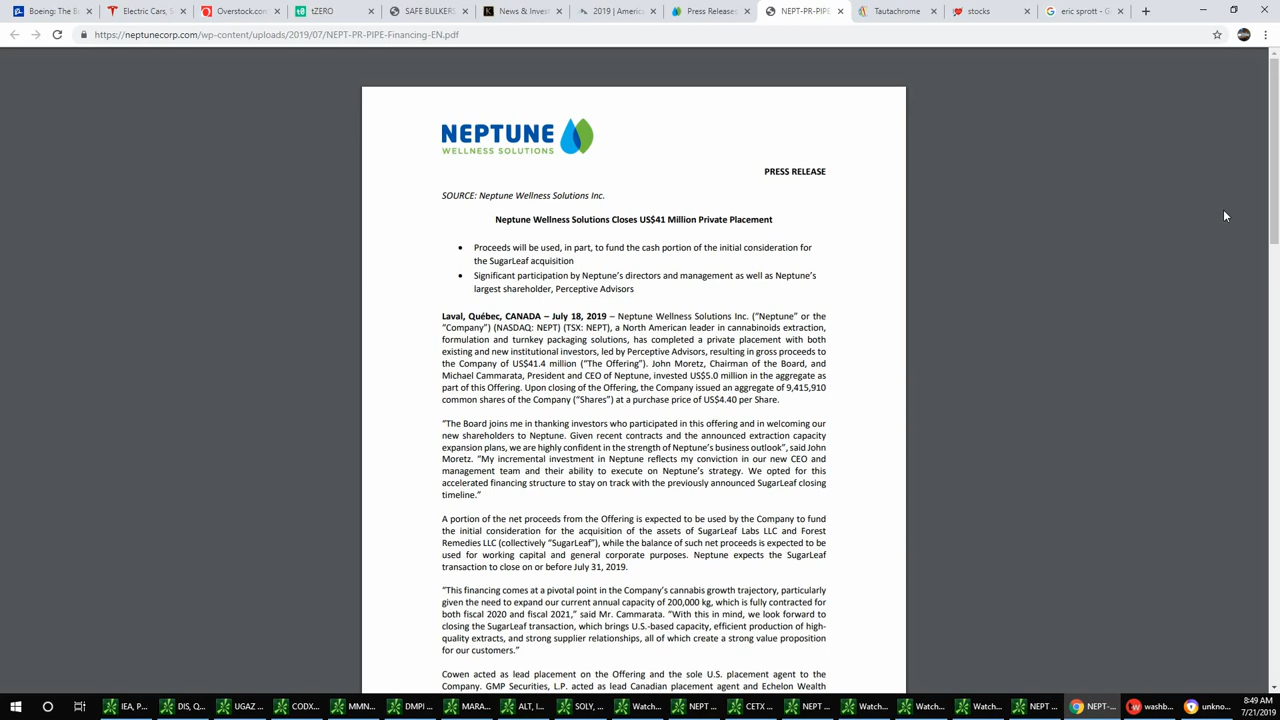 Boeing: The B
Electric Cars, S
Overstock.com
tZERO
SAFE BULKERS
News & Invest
2019 | Americ
Press Releases
NEPT-PR-PIPE
Tautachrome
stocks
eric sprott - G
https://neptunecorp.com/wp-content/uploads/2019/07/NEPT-PR-PIPE-Financing-EN.pdf
NEPTUNE
WELLNESS SOLUTIONS
PRESS RELEASE
SOURCE: Neptune Wellness Solutions Inc.
Neptune Wellness Solutions Closes US$41 Million Private Placement
• Proceeds will be used, in part, to fund the cash portion of the initial consideration for
the SugarLeaf acquisition
• Significant participation by Neptune's directors and management as well as Neptune's
largest shareholder, Perceptive Advisors
Laval, Québec, CANADA – July 18, 2019 – Neptune Wellness Solutions Inc. ("Neptune" or the
"Company") (NASDAQ: NEPT) (TSX: NEPT), a North American leader in cannabinoids extraction,
formulation and turnkey packaging solutions, has completed a private placement with both
existing and new institutional investors, led by Perceptive Advisors, resulting in gross proceeds to
the Company of US$41.4 million ("The Offering"). John Moretz, Chairman of the Board, and
Michael Cammarata, President and CEO of Neptune, invested US$5.0 million in the aggregate as
part of this Offering. Upon closing of the Offering, the Company issued an aggregate of 9,415,910
common shares of the Company ("Shares") at a purchase price of US$4.40 per Share.
"The Board joins me in thanking investors who participated in this offering and in welcoming our
new shareholders to Neptune. Given recent contracts and the announced extraction capacity
expansion plans, we are highly confident in the strength of Neptune's business outlook", said John
Moretz. "My incremental investment in Neptune reflects my conviction in our new CEO and
management team and their ability to execute on Neptune's strategy. We opted for this
accelerated financing structure to stay on track with the previously announced SugarLeaf closing
timeline."
A portion of the net proceeds from the Offering is expected to be used by the Company to fund
the initial consideration for the acquisition of the assets of SugarLeaf Labs LLC and Forest
Remedies LLC (collectively "SugarLeaf"), while the balance of such net proceeds is expected to be
used for working capital and general corporate purposes. Neptune expects the SugarLeaf
transaction to close on or before July 31, 2019.
"This financing comes at a pivotal point in the Company's cannabis growth trajectory, particularly
given the need to expand our current annual capacity of 200,000 kg, which is fully contracted for
both fiscal 2020 and fiscal 2021," said Mr. Cammarata. "With this in mind, we look forward to
closing the SugarLeaf transaction, which brings U.S.-based capacity, efficient production of high-
quality extracts, and strong supplier relationships, all of which create a strong value proposition
for our customers."
Cowen acted as lead placement on the Offering and the sole U.S. placement agent to the
Company. GMP Securities, L.P. acted as lead Canadian placement agent and Echelon Wealth
IEA, P...
DIS, Q...
UGAZ ...
CODX...
MMN...
DMPI ...
MARA...
ALT, I...
SOLY, ...
Watch...
NEPT ...
CETX ...
NEPT ...
Watch...
Watch...
Watch...
NEPT ...
NEPT-...
washb...
unkno...
8:49 AM
7/21/2019